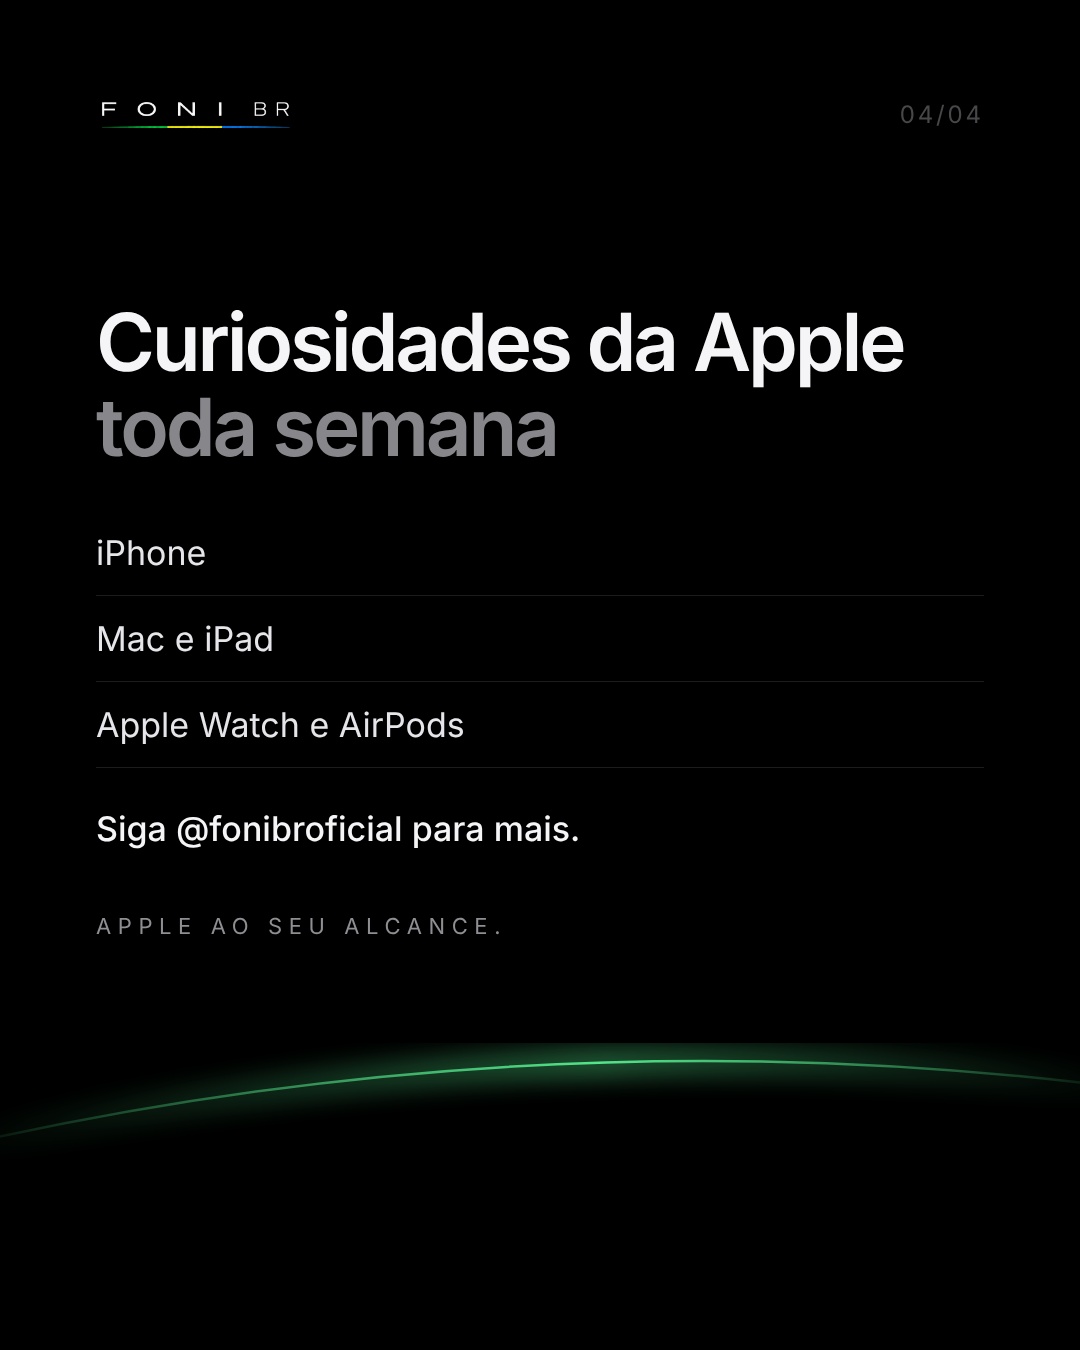 FONI BR
04/04
Curiosidades da Apple
toda semana
iPhone
Mac e iPad
Apple Watch e AirPods
Siga @fonibroficial para mais.
APPLE AO SEU ALCANCE.